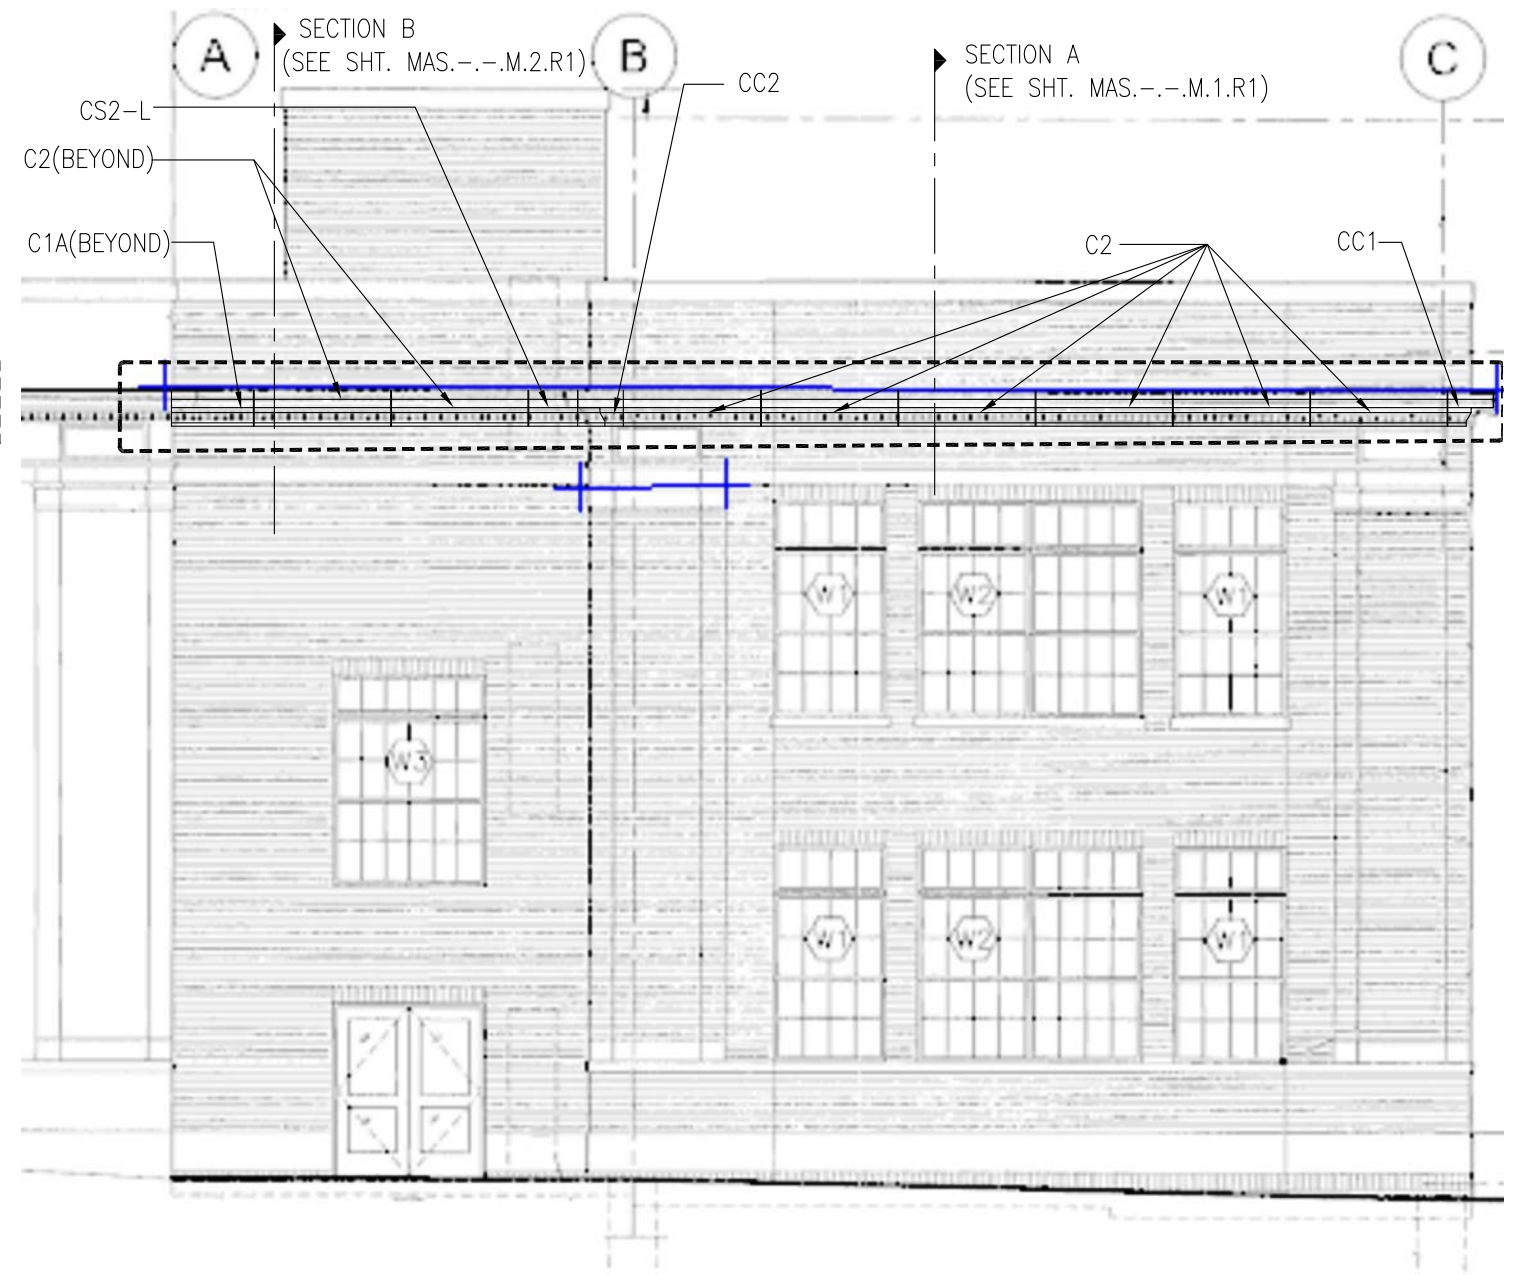 A
SECTION B
(SEE SHT. MAS.-.-.M.2.R1)
B
SECTION A
(SEE SHT. MAS.-.-.M.1.R1)
C
CS2-L
CC2
C2(BEYOND)
C1A(BEYOND)
C2
CC1
W1
W2
W1
W3
W1
W2
W1